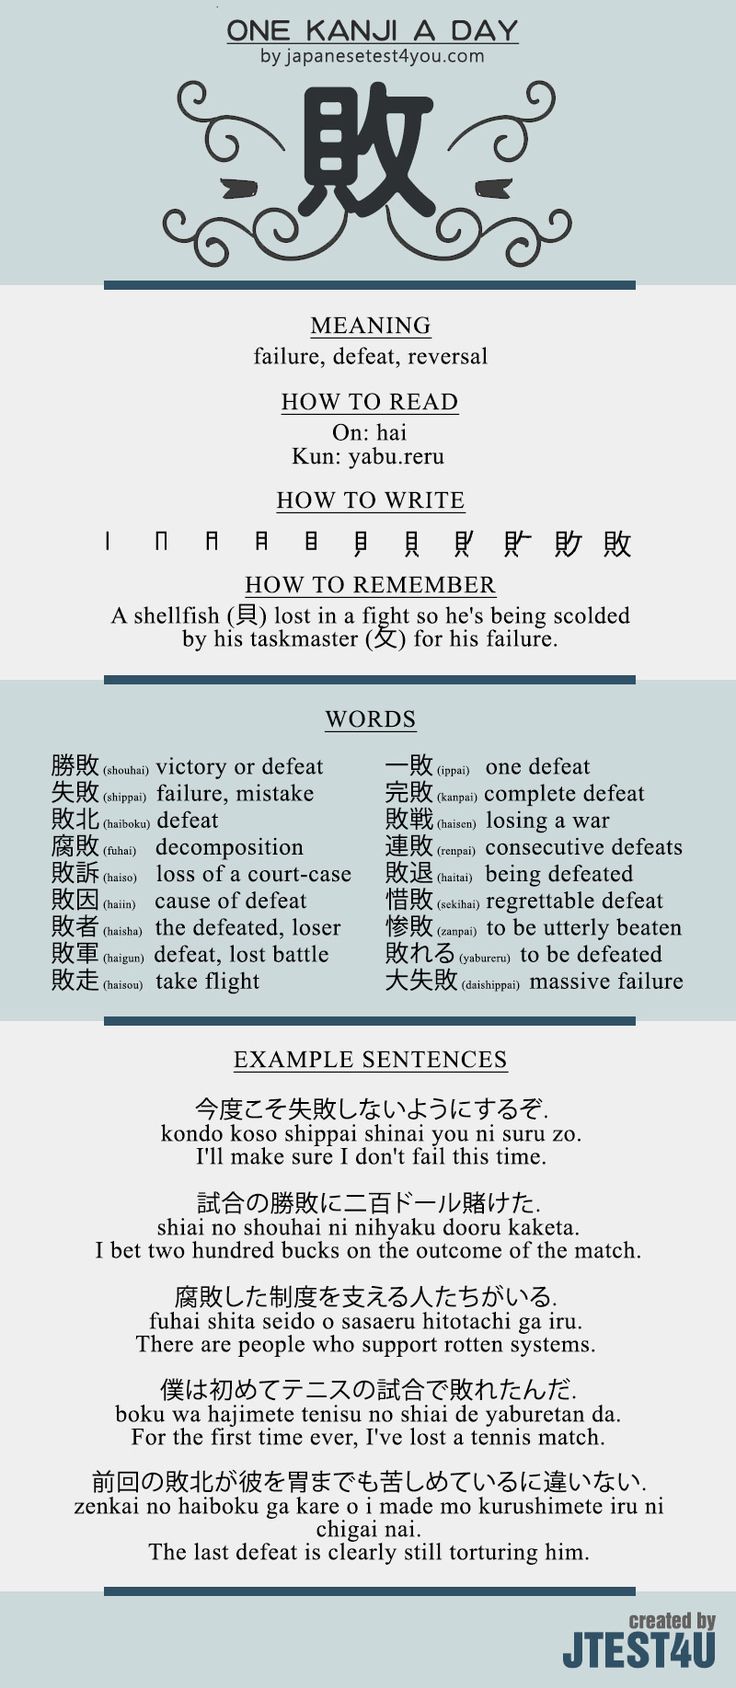 ONE KANJI A DAY
by japanesetest4you.com
敗
MEANING
failure, defeat, reversal
HOW TO READ
On: hai
Kun: yabu.reru
HOW TO WRITE
敗
HOW TO REMEMBER
A shellfish (貝) lost in a fight so he's being scolded
by his taskmaster (攵) for his failure.
WORDS
勝敗 (shouhai) victory or defeat
失敗 (shippai) failure, mistake
敗北 (haiboku) defeat
腐敗 (fuhai) decomposition
敗訴 (haiso) loss of a court-case
敗因 (haiin) cause of defeat
敗者 (haisha) the defeated, loser
敗軍 (haigun) defeat, lost battle
敗走 (haisou) take flight
一敗 (ippai) one defeat
完敗 (kanpai) complete defeat
敗戦 (haisen) losing a war
連敗 (renpai) consecutive defeats
敗退 (haitai) being defeated
惜敗 (sekihai) regrettable defeat
惨敗 (zanpai) to be utterly beaten
敗れる (yabureru) to be defeated
大失敗 (daishippai) massive failure
EXAMPLE SENTENCES
今度こそ失敗しないようにするぞ.
kondo koso shippai shinai you ni suru zo.
I'll make sure I don't fail this time.
試合の勝敗に二百ドール賭けた.
shiai no shouhai ni nihyaku dooru kaketa.
I bet two hundred bucks on the outcome of the match.
腐敗した制度を支える人たちがいる.
fuhai shita seido o sasaeru hitotachi ga iru.
There are people who support rotten systems.
僕は初めてテニスの試合で敗れたんだ.
boku wa hajimete tenisu no shiai de yaburetan da.
For the first time ever, I've lost a tennis match.
前回の敗北が彼を胃までも苦しめているに違いない.
zenkai no haiboku ga kare o i made mo kurushimete iru ni
chigai nai.
The last defeat is clearly still torturing him.
created by
JTEST4U